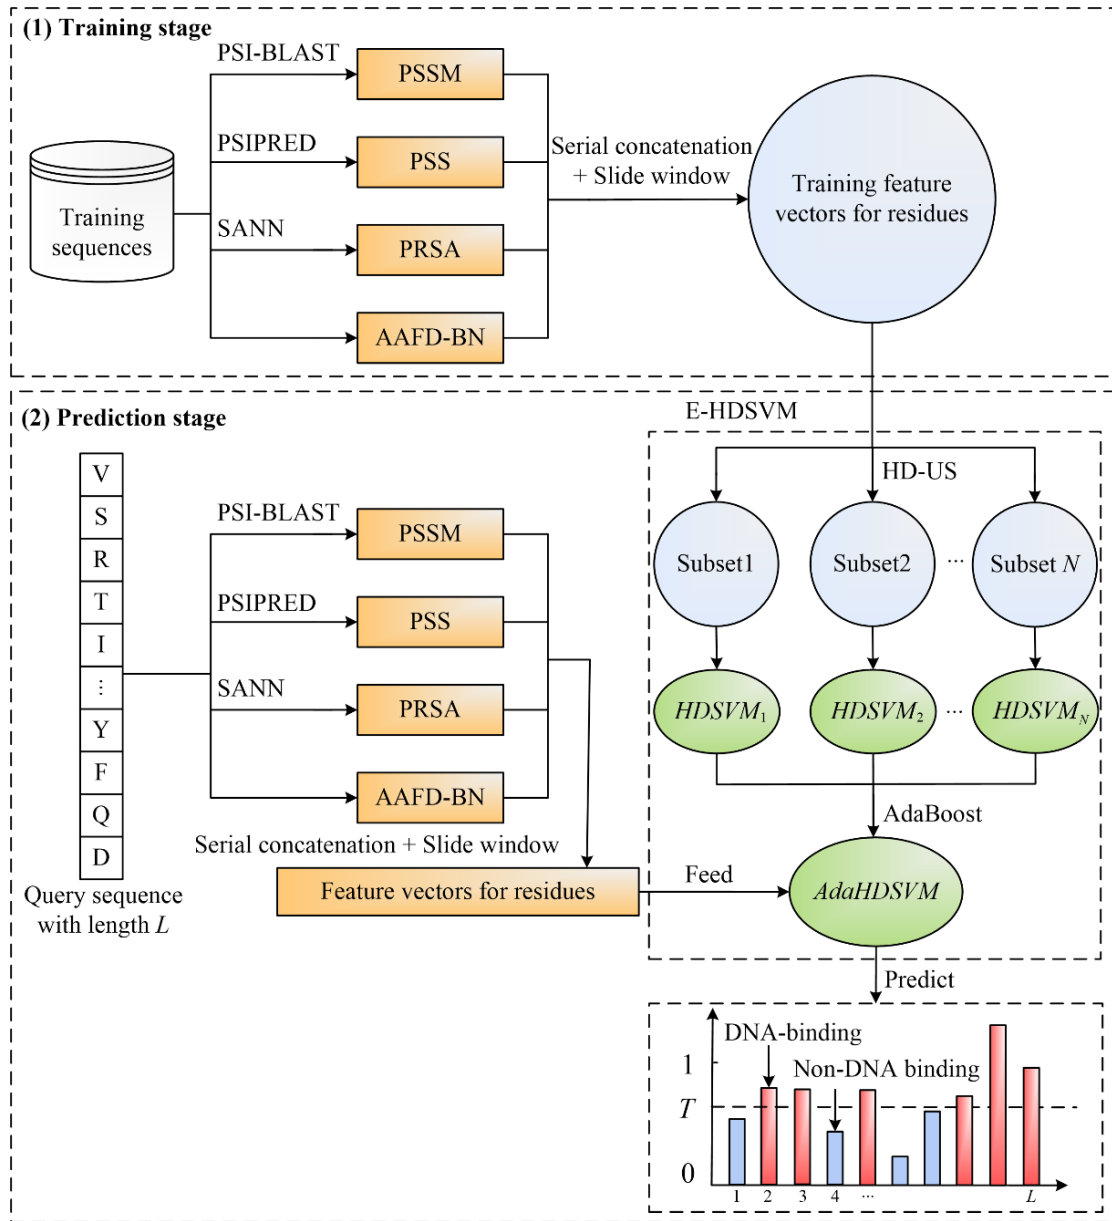 (1) Training stage
PSI-BLAST
PSSM
PSIPRED
PSS
SANN
PRSA
AAFD-BN
Training
sequences
Serial concatenation
+ Slide window
Training feature
vectors for residues
(2) Prediction stage
V
S
R
T
I
⋮
Y
F
Q
D
Query sequence
with length L
PSI-BLAST
PSSM
PSIPRED
PSS
SANN
PRSA
AAFD-BN
Serial concatenation + Slide window
Feature vectors for residues
Feed
E-HDSVM
HD-US
Subset1
Subset2
...
Subset N
HDSVM1
HDSVM2
...
HDSVMN
AdaBoost
AdaHDSVM
Predict
DNA-binding
Non-DNA binding
1
T
0
1 2 3 4 ... L